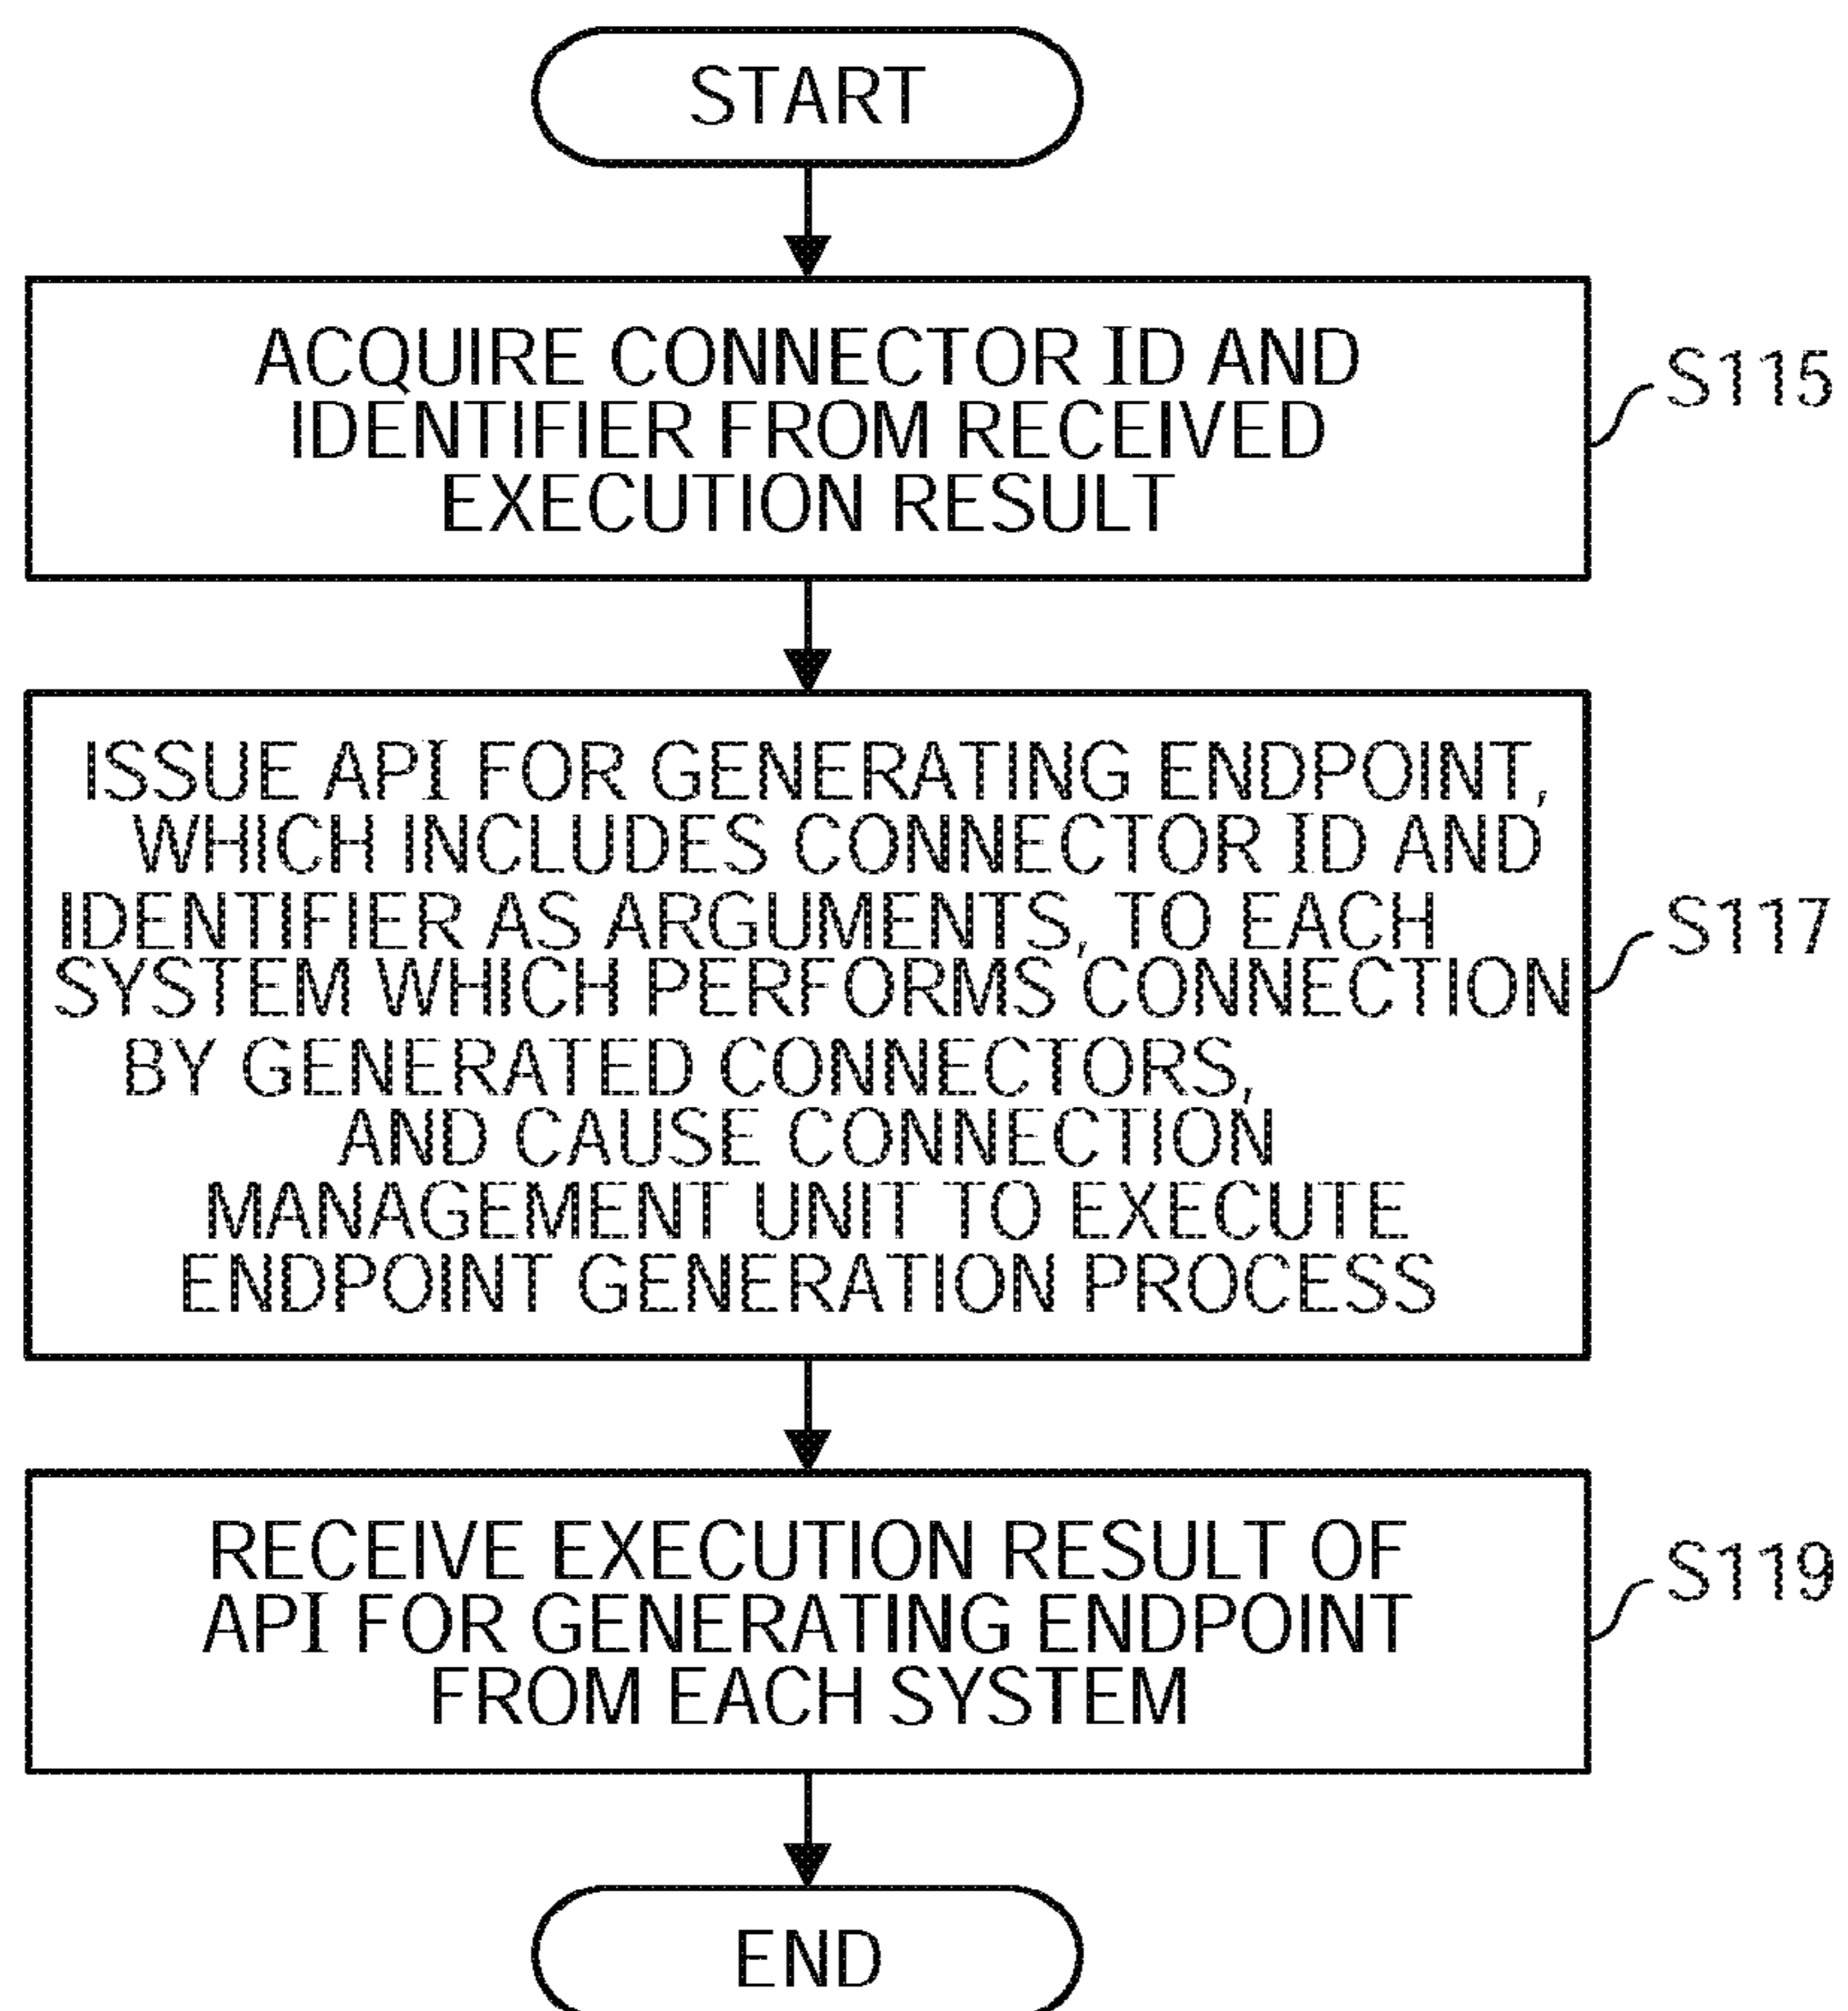 START
ACQUIRE CONNECTOR ID AND
IDENTIFIER FROM RECEIVED
EXECUTION RESULT
S115
ISSUE API FOR GENERATING ENDPOINT,
WHICH INCLUDES CONNECTOR ID AND
IDENTIFIER AS ARGUMENTS, TO EACH
SYSTEM WHICH PERFORMS CONNECTION
BY GENERATED CONNECTORS,
AND CAUSE CONNECTION
MANAGEMENT UNIT TO EXECUTE
ENDPOINT GENERATION PROCESS
S117
RECEIVE EXECUTION RESULT OF
API FOR GENERATING ENDPOINT
FROM EACH SYSTEM
S119
END